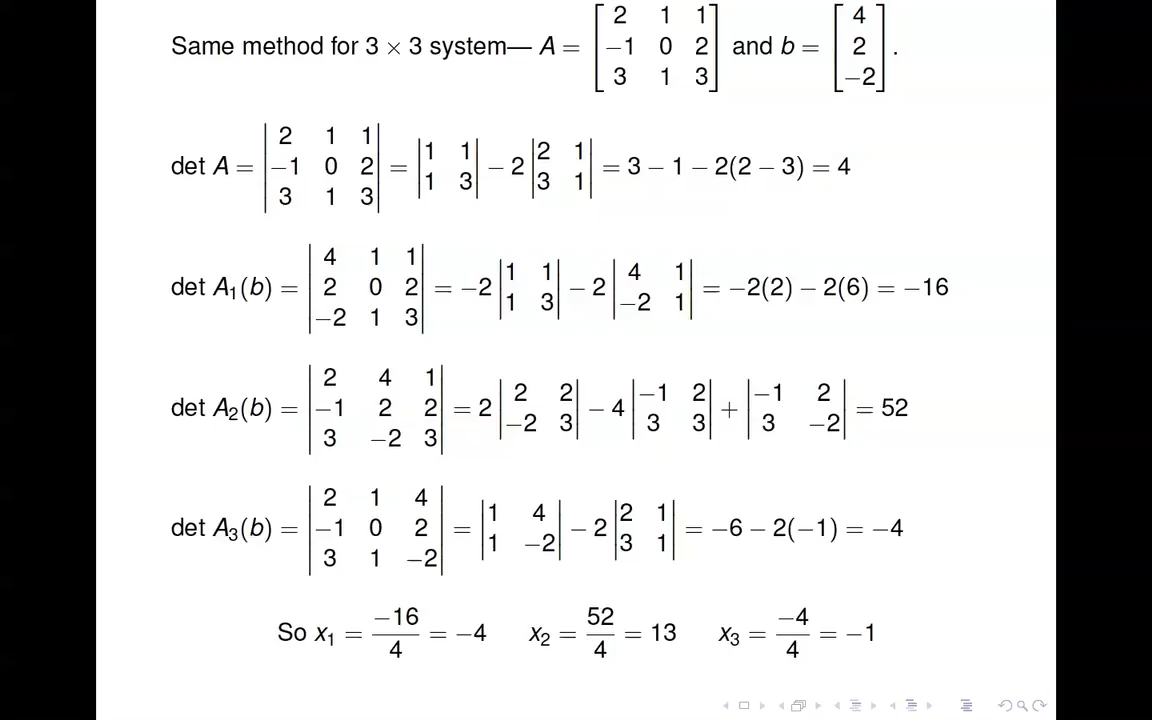 Same method for 3 × 3 system— A = [2 1 1; −1 0 2; 3 1 3] and b = [4; 2; −2].
det A = |2 1 1; −1 0 2; 3 1 3| = |1 1; 1 3| − 2 |2 1; 3 1| = 3 − 1 − 2(2 − 3) = 4
det A₁(b) = |4 1 1; 2 0 2; −2 1 3| = −2 |1 1; 1 3| − 2 |4 1; −2 1| = −2(2) − 2(6) = −16
det A₂(b) = |2 4 1; −1 2 2; 3 −2 3| = 2 |2 2; −2 3| − 4 |−1 2; 3 3| + |−1 2; 3 −2| = 52
det A₃(b) = |2 1 4; −1 0 2; 3 1 −2| = |1 4; 1 −2| − 2 |2 1; 3 1| = −6 − 2(−1) = −4
So x₁ = −16/4 = −4 x₂ = 52/4 = 13 x₃ = −4/4 = −1